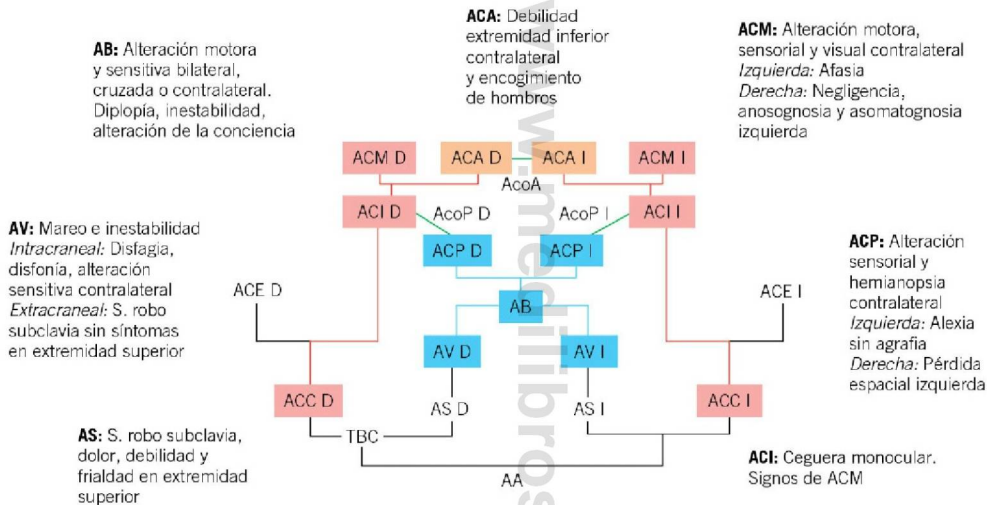 ACA: Debilidad
extremidad inferior
contralateral
y encogimiento
de hombros
AB: Alteración motora
y sensitiva bilateral,
cruzada o contralateral.
Diplopía, inestabilidad,
alteración de la conciencia
ACM: Alteración motora,
sensorial y visual contralateral
Izquierda: Afasia
Derecha: Negligencia,
anosognosia y asomatognosia
izquierda
ACM D
ACA D
ACA I
ACM I
AcoA
ACI D
AcoP D
AcoP I
ACI I
ACP D
ACP I
AV: Mareo e inestabilidad
Intracraneal: Disfagia,
disfonía, alteración
sensitiva contralateral
Extracraneal: S. robo
subclavia sin síntomas
en extremidad superior
ACE D
AB
ACE I
ACP: Alteración
sensorial y
hemianopsia
contralateral
Izquierda: Alexia
sin agrafia
Derecha: Pérdida
espacial izquierda
AV D
AV I
ACC D
AS D
AS I
ACC I
TBC
AA
AS: S. robo subclavia,
dolor, debilidad y
frialdad en extremidad
superior
ACI: Ceguera monocular.
Signos de ACM
www.medilibros